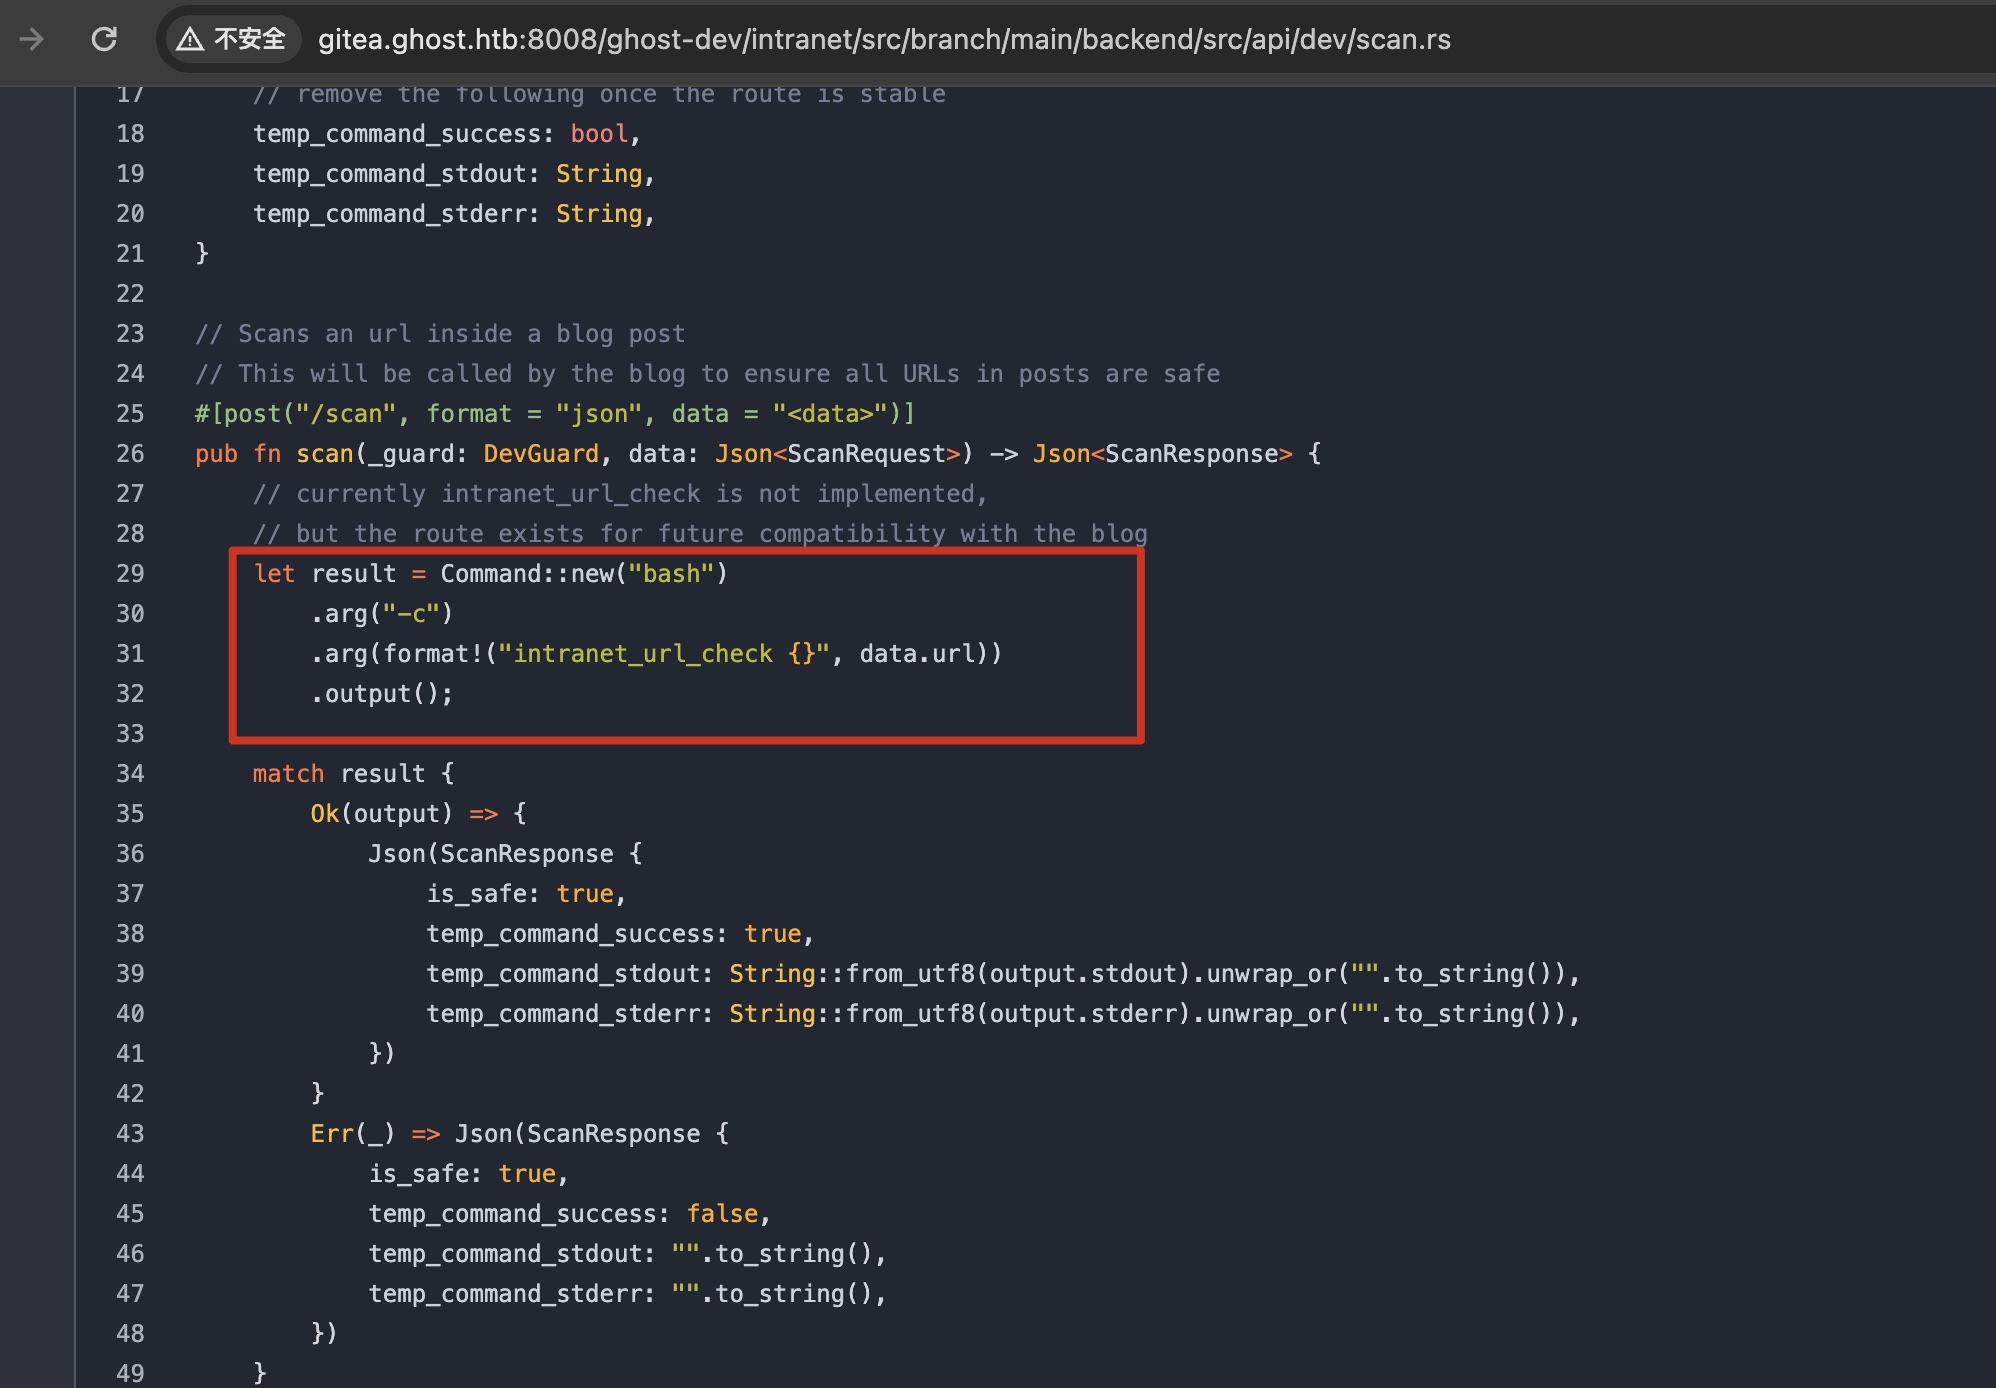 不安全 gitea.ghost.htb:8008/ghost-dev/intranet/src/branch/main/backend/src/api/dev/scan.rs
17     // remove the following once the route is stable
18     temp_command_success: bool,
19     temp_command_stdout: String,
20     temp_command_stderr: String,
21 }
22
23 // Scans an url inside a blog post
24 // This will be called by the blog to ensure all URLs in posts are safe
25 #[post("/scan", format = "json", data = "<data>")]
26 pub fn scan(_guard: DevGuard, data: Json<ScanRequest>) -> Json<ScanResponse> {
27     // currently intranet_url_check is not implemented,
28     // but the route exists for future compatibility with the blog
29     let result = Command::new("bash")
30         .arg("-c")
31         .arg(format!("intranet_url_check {}", data.url))
32         .output();
33
34     match result {
35         Ok(output) => {
36             Json(ScanResponse {
37                 is_safe: true,
38                 temp_command_success: true,
39                 temp_command_stdout: String::from_utf8(output.stdout).unwrap_or("".to_string()),
40                 temp_command_stderr: String::from_utf8(output.stderr).unwrap_or("".to_string()),
41             })
42         }
43         Err(_) => Json(ScanResponse {
44             is_safe: true,
45             temp_command_success: false,
46             temp_command_stdout: "".to_string(),
47             temp_command_stderr: "".to_string(),
48         })
49     }